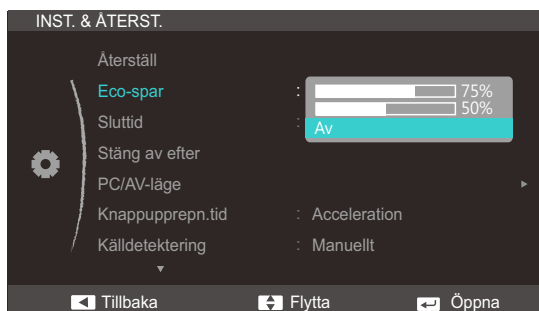 INST. & ÅTERST.
Återställ
Eco-spar : 75%
50%
Sluttid : Av
Stäng av efter
PC/AV-läge
Knappupprepn.tid : Acceleration
Källdetektering : Manuellt
Tillbaka Flytta Öppna